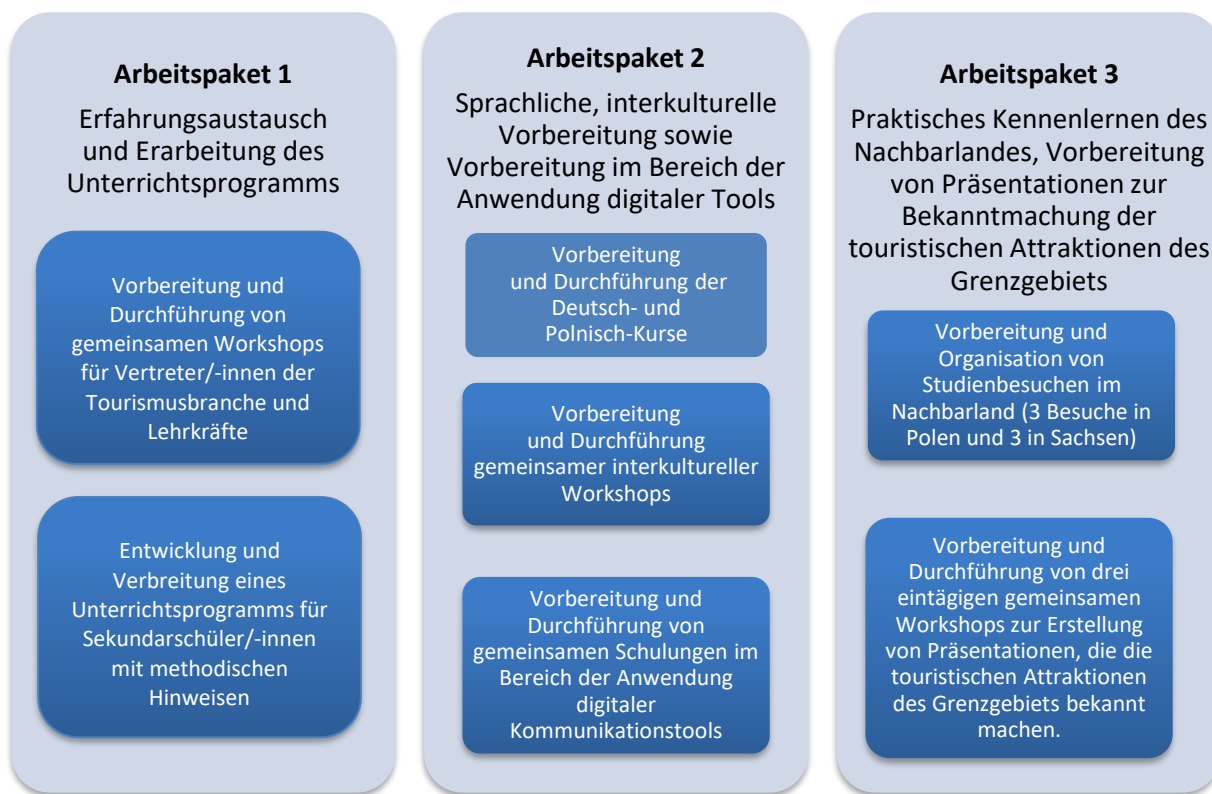 Arbeitspaket 1
Erfahrungsaustausch
und Erarbeitung des
Unterrichtsprogramms
Vorbereitung und
Durchführung von
gemeinsamen Workshops
für Vertreter/-innen der
Tourismusbranche und
Lehrkräfte
Entwicklung und
Verbreitung eines
Unterrichtsprogramms für
Sekundarschüler/-innen
mit methodischen
Hinweisen
Arbeitspaket 2
Sprachliche, interkulturelle
Vorbereitung sowie
Vorbereitung im Bereich der
Anwendung digitaler Tools
Vorbereitung
und Durchführung der
Deutsch- und
Polnisch-Kurse
Vorbereitung
und Durchführung
gemeinsamer interkultureller
Workshops
Vorbereitung und
Durchführung von
gemeinsamen Schulungen im
Bereich der Anwendung
digitaler
Kommunikationstools
Arbeitspaket 3
Praktisches Kennenlernen des
Nachbarlandes, Vorbereitung
von Präsentationen zur
Bekanntmachung der
touristischen Attraktionen des
Grenzgebiets
Vorbereitung und
Organisation von
Studienbesuchen im
Nachbarland (3 Besuche in
Polen und 3 in Sachsen)
Vorbereitung und
Durchführung von drei
eintägigen gemeinsamen
Workshops zur Erstellung
von Präsentationen, die die
touristischen Attraktionen
des Grenzgebiets bekannt
machen.